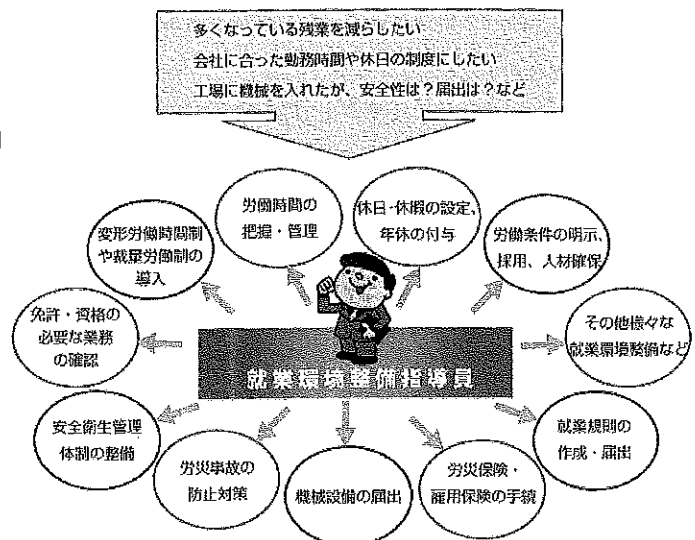 多くなっている残業を減らしたい
会社に合った勤務時間や休日の制度にしたい
工場に機械を入れたが、安全性は？届出は？など
労働時間の
把握・管理
休日・休暇の設定、
年休の付与
変形労働時間制
や裁量労働制の
導入
労働条件の明示、
採用、人材確保
免許・資格の
必要な業務
の確認
その他様々な
就業環境整備など
就業環境整備指導員
安全衛生管理
体制の整備
就業規則の
作成・届出
労災事故の
防止対策
機械設備の届出
労災保険・
雇用保険の手続